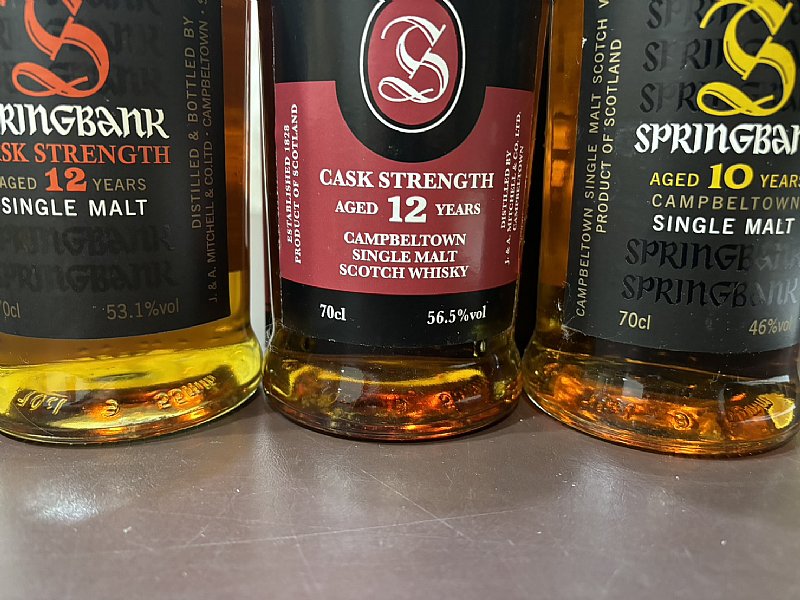 S
RINGBANK
SK STRENGTH
AGED 12 YEARS
SINGLE MALT
70cl
53.1%vol
DISTILLED & BOTTLED BY
J. & A. MITCHELL & CO.LTD · CAMPBELTOWN ·
S
ESTABLISHED 1828
PRODUCT OF SCOTLAND
CASK STRENGTH
AGED 12 YEARS
CAMPBELTOWN
SINGLE MALT
SCOTCH WHISKY
DISTILLED BY
J. & A. MITCHELL & CO. LTD.
CAMPBELTOWN
70cl
56.5%vol
CAMPBELTOWN SINGLE MALT SCOTCH
PRODUCT OF SCOTLAND
S
SPRINGBAN
AGED 10 YEARS
·CAMPBELTOWN
SINGLE MALT
SPRINGBANK
SPRINGBANK
70cl
46%vol